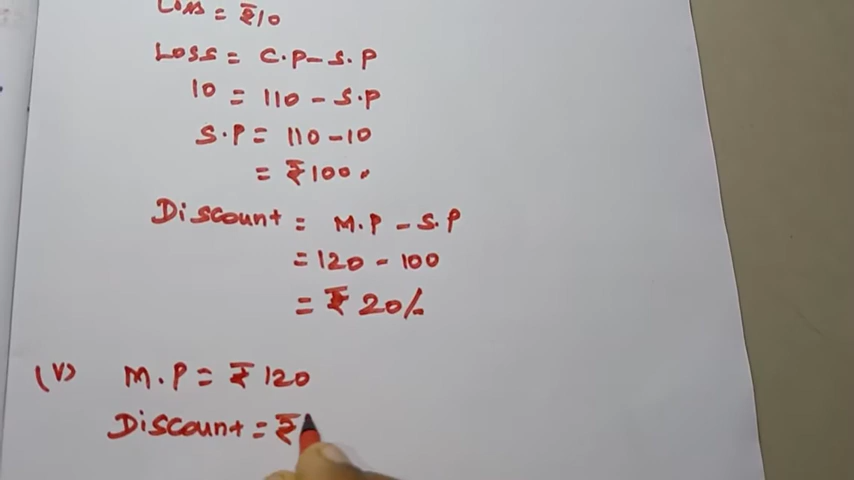 Loss = ₹10
Loss = C.P - S.P
10 = 110 - S.P
S.P = 110 - 10
= ₹100.
Discount = M.P - S.P
= 120 - 100
= ₹ 20/.
(V) M.P = ₹ 120
Discount = ₹